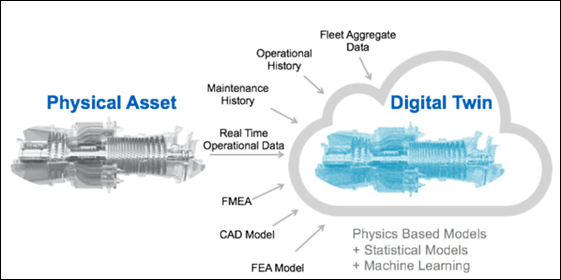 Fleet Aggregate
Data
Operational
History
Physical Asset
Maintenance
History
Digital Twin
Real Time
Operational Data
FMEA
CAD Model
FEA Model
Physics Based Models
+ Statistical Models
+ Machine Learning